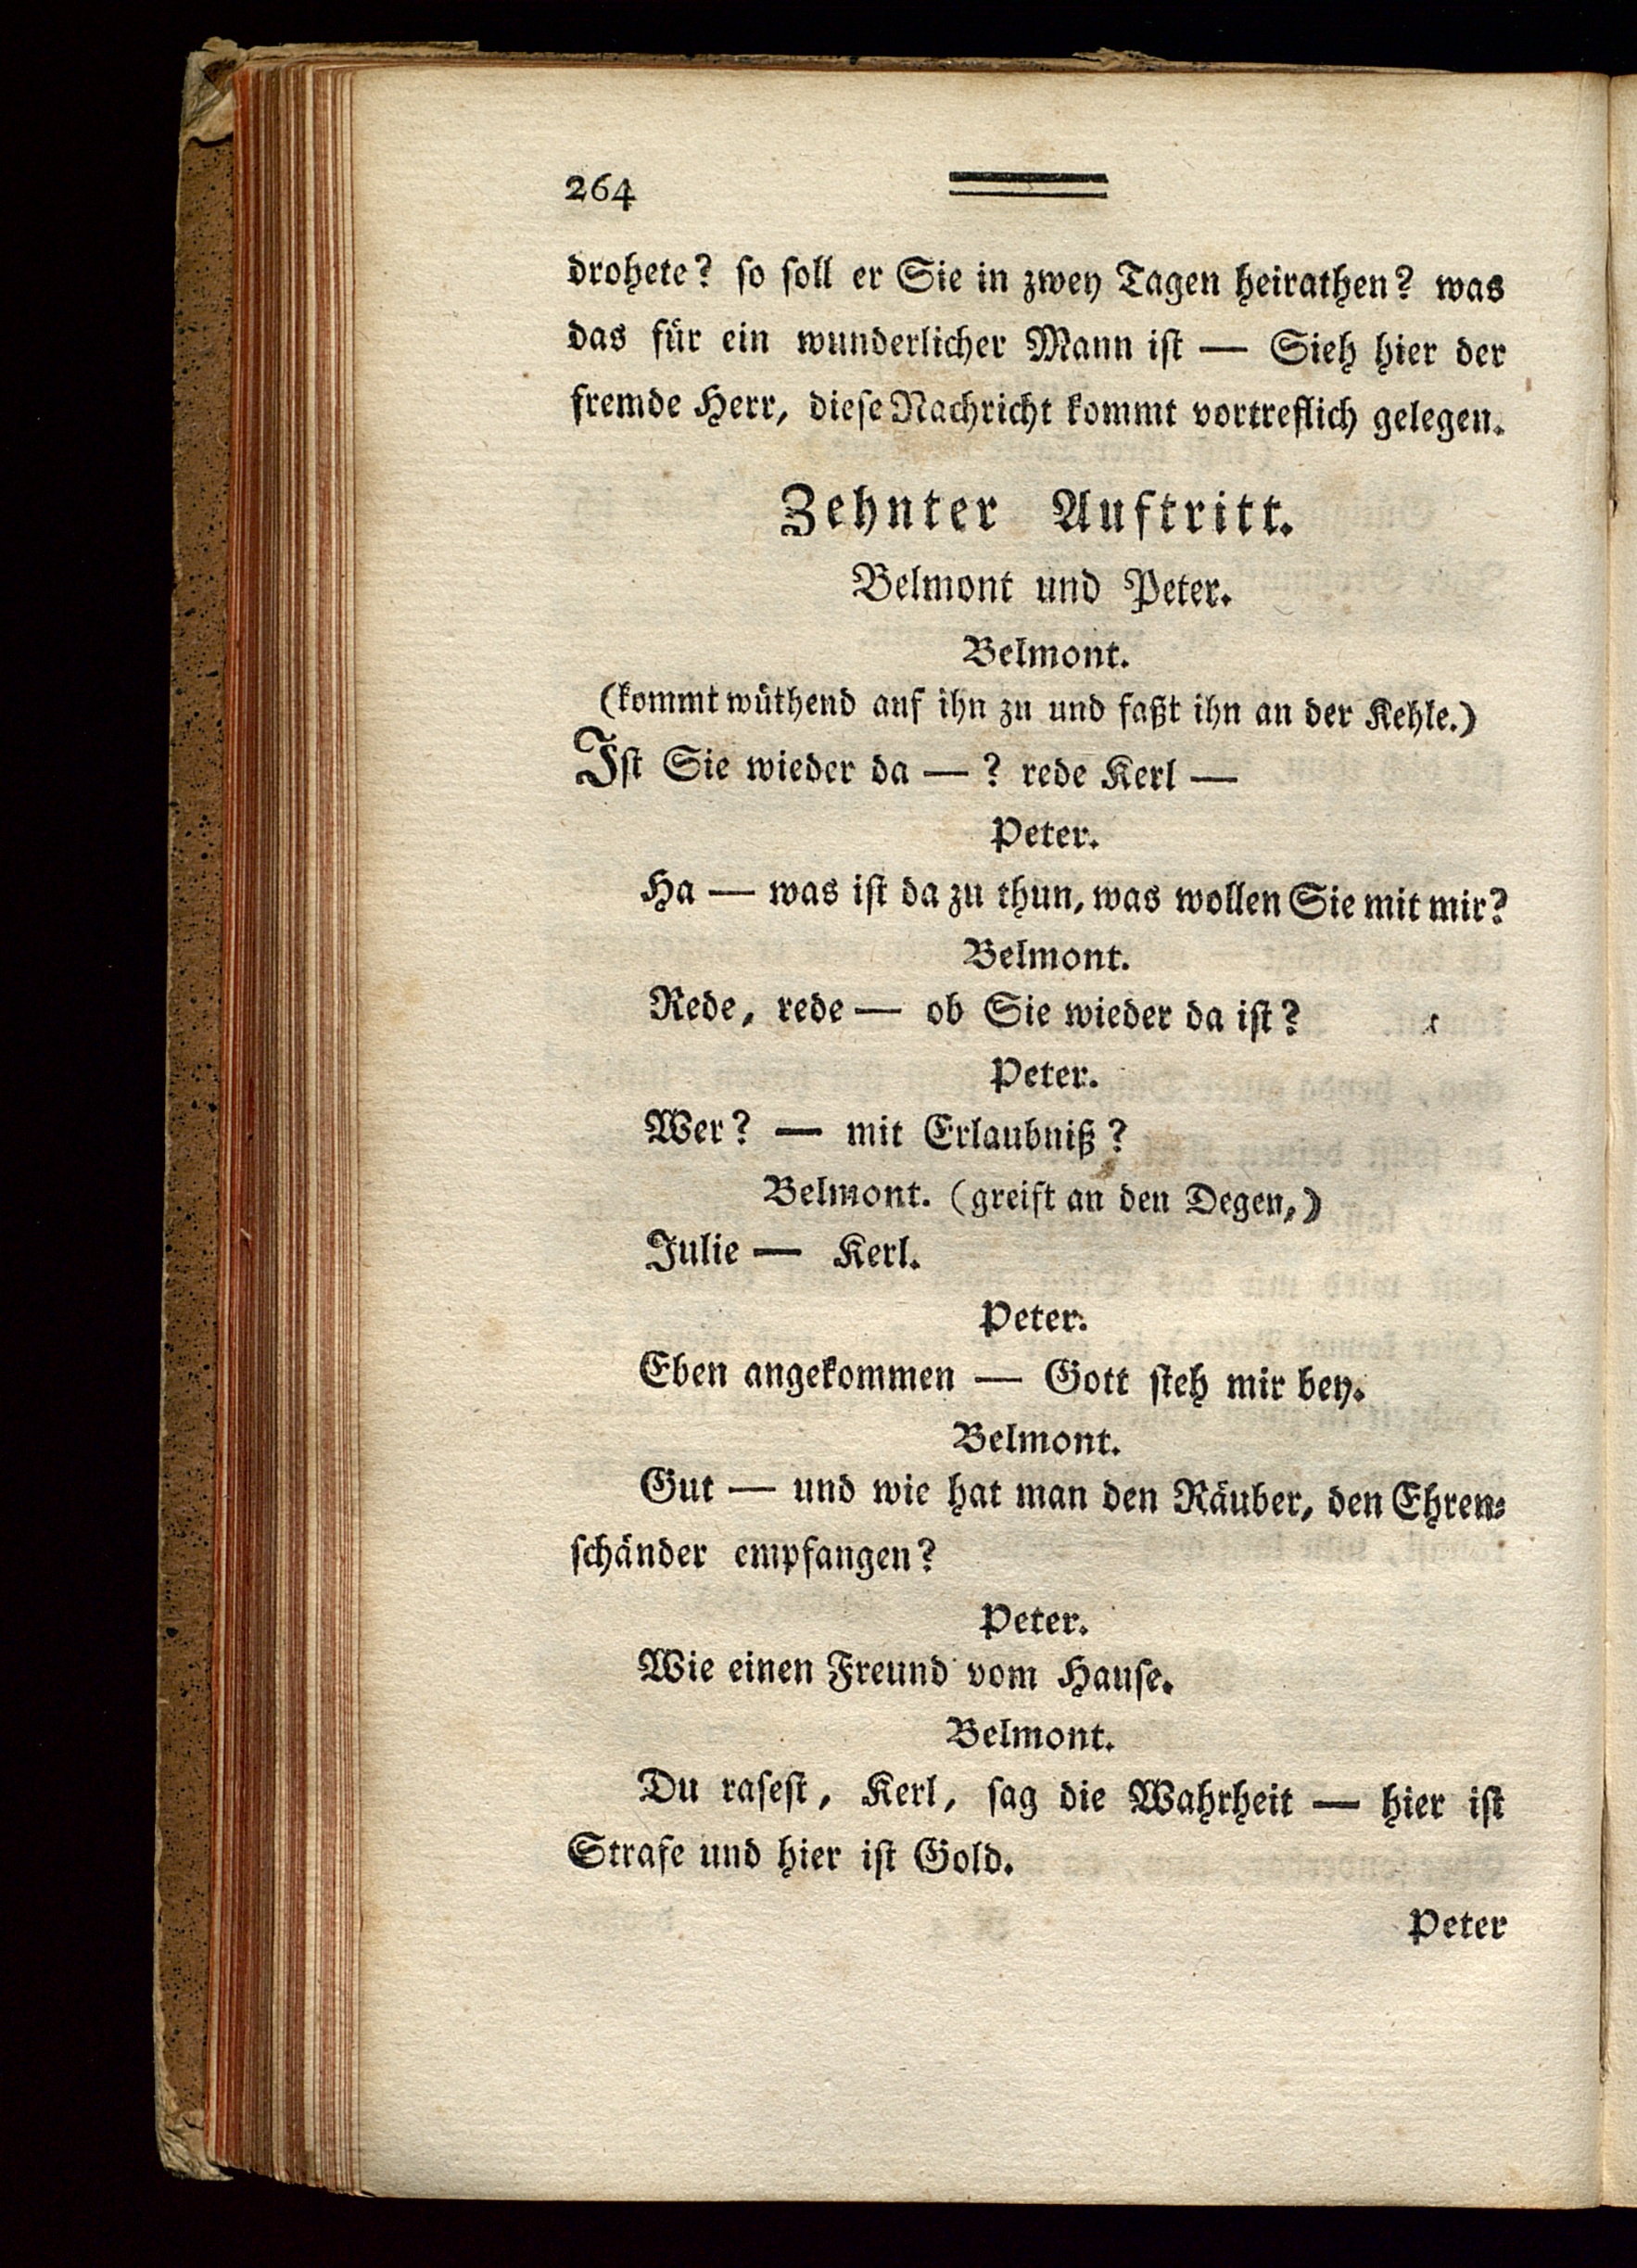 264
drohete? so soll er Sie in zwey Tagen heirathen? was
das für ein wunderlicher Mann ist — Sieh hier der
fremde Herr, diese Nachricht kommt vortreflich gelegen.
Zehnter Auftritt.
Belmont und Peter.
Belmont.
(kommt wüthend auf ihn zu und faßt ihn an der Kehle.)
Ist Sie wieder da — ? rede Kerl —
Peter.
Ha — was ist da zu thun, was wollen Sie mit mir?
Belmont.
Rede, rede — ob Sie wieder da ist?
Peter.
Wer? — mit Erlaubniß?
Belmont. (greift an den Degen,)
Julie — Kerl.
Peter.
Eben angekommen — Gott steh mir bey.
Belmont.
Gut — und wie hat man den Räuber, den Ehren-
schänder empfangen?
Peter.
Wie einen Freund vom Hause.
Belmont.
Du rasest, Kerl, sag die Wahrheit — hier ist
Strafe und hier ist Gold.
Peter